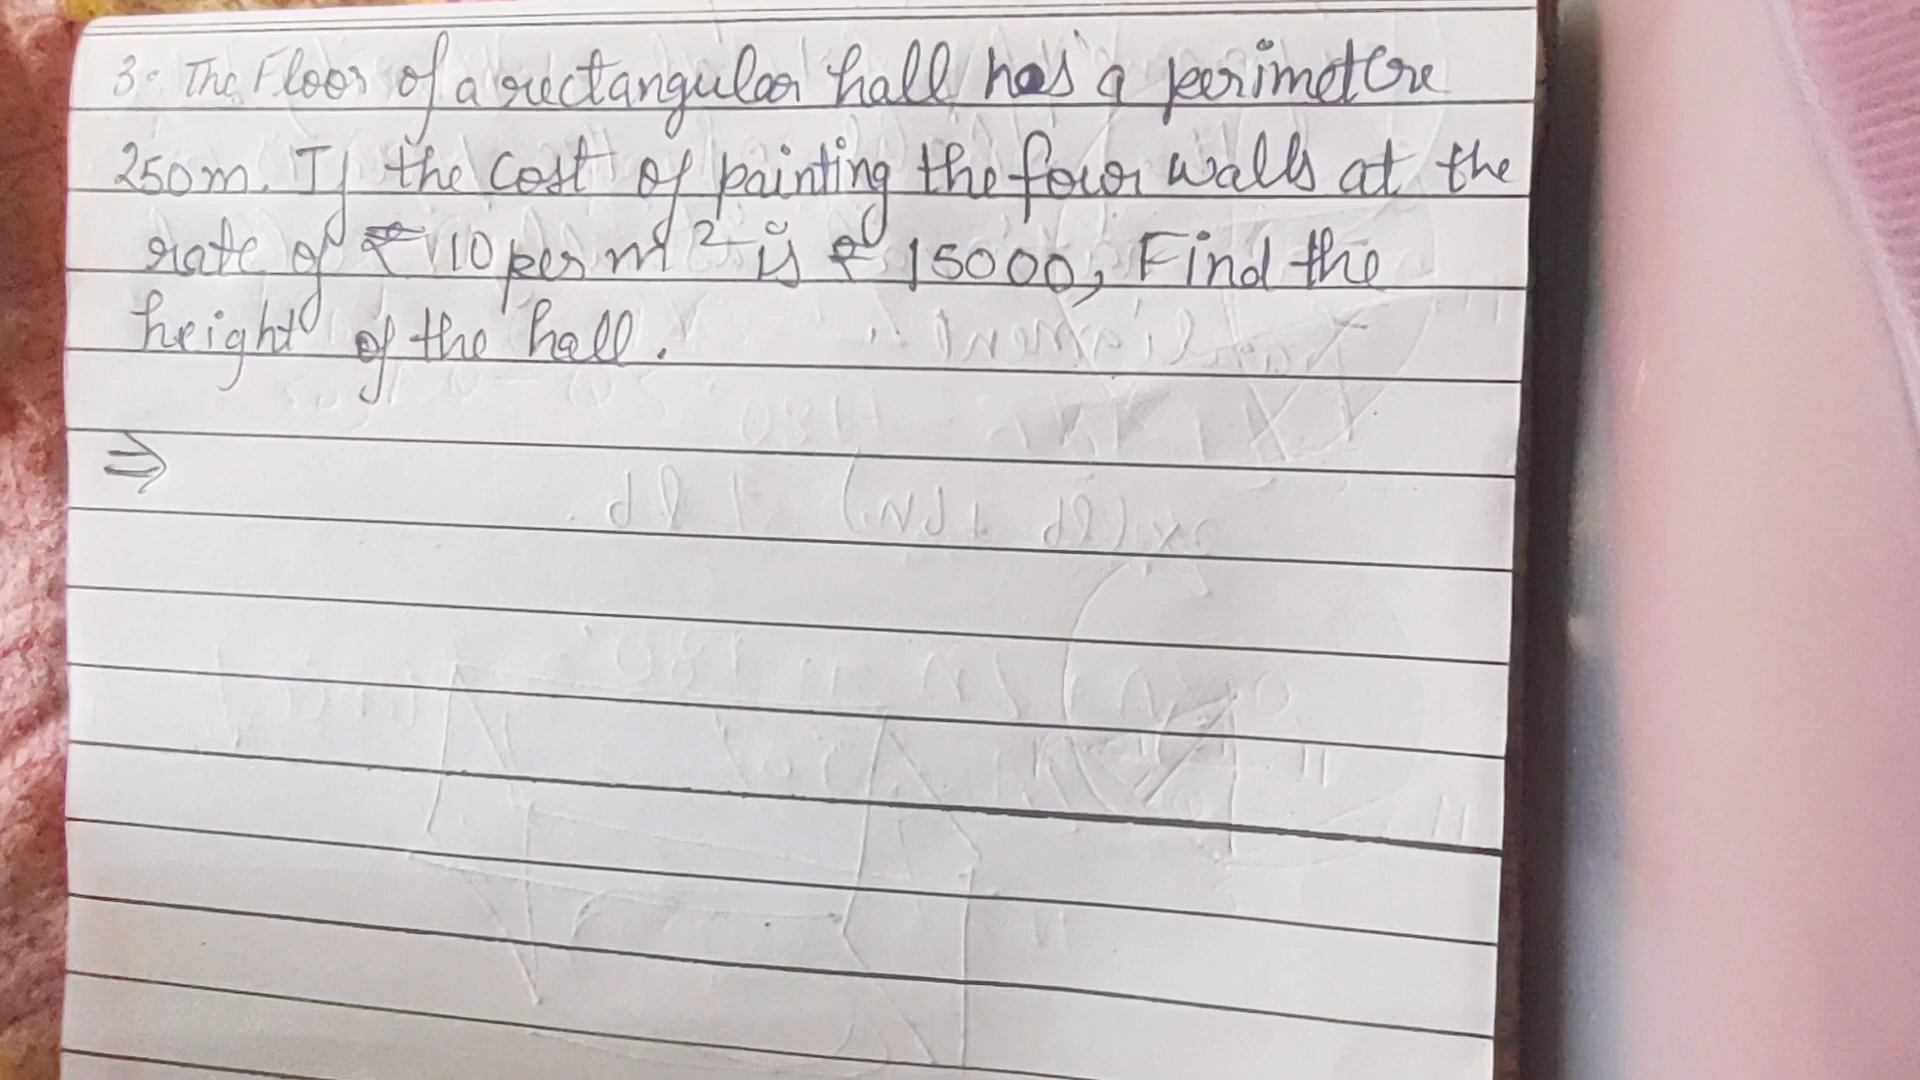 3. The Floor of a rectangular hall has a perimetere
250m. If the cost of painting the four walls at the
rate of ₹ 10 per m² is ₹ 15000, Find the
height of the hall.
⇒